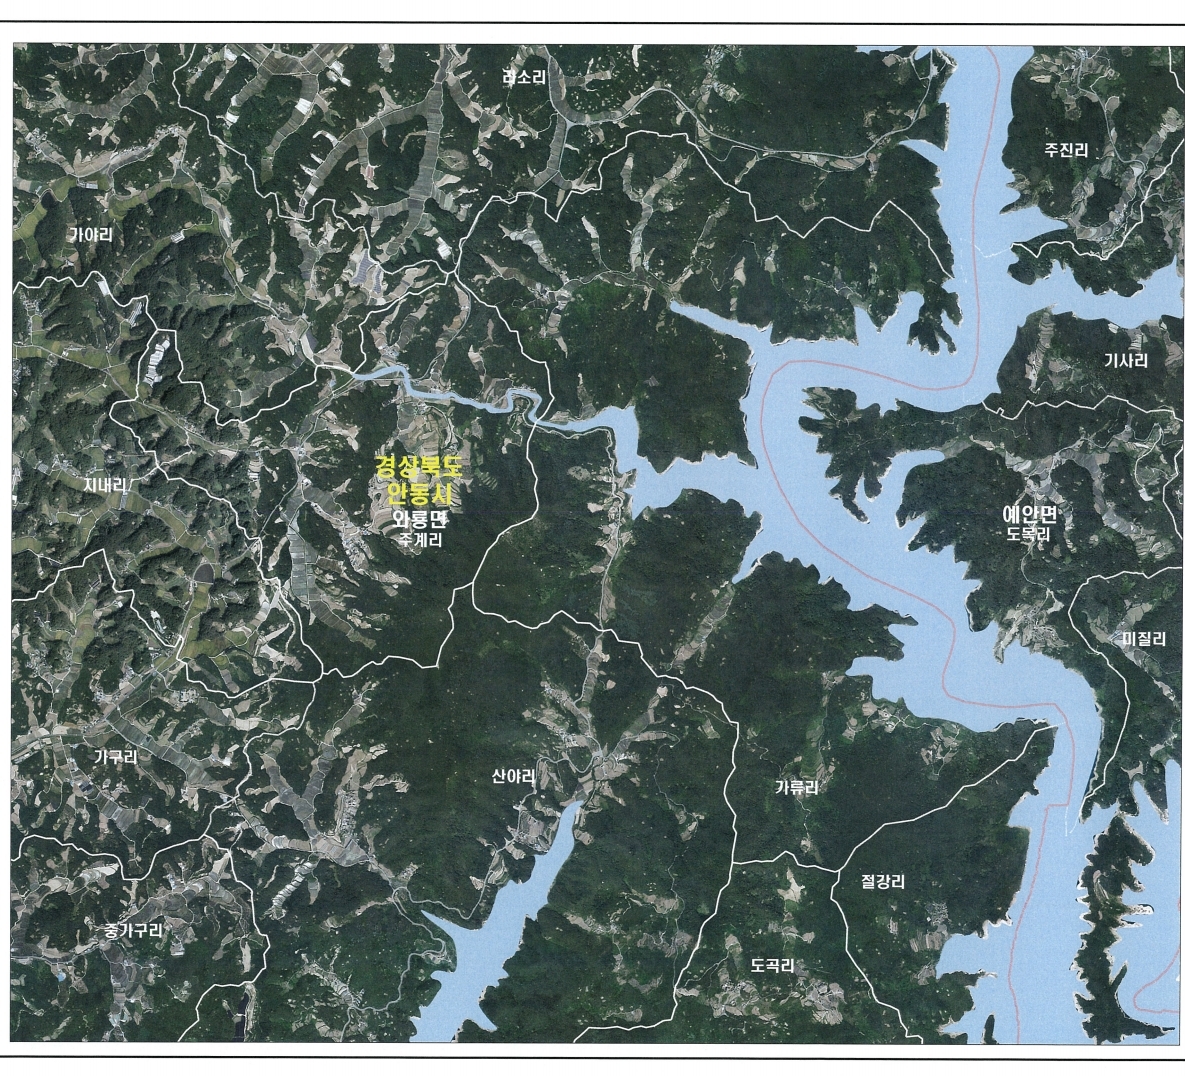 라소리
주진리
가야리
기사리
경상북도
안동시
와룡면
주계리
지내리
예안면
도목리
미질리
가구리
산야리
가류리
절강리
중가구리
도곡리